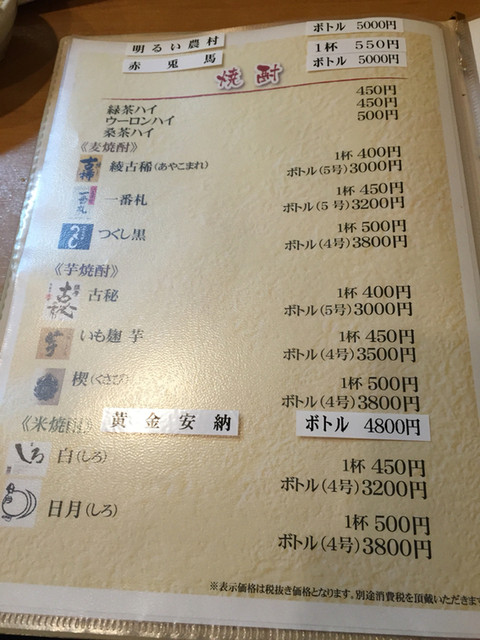 明るい農村 ボトル 5000円
1杯 550円
赤兎馬 ボトル 5000円
焼酎
緑茶ハイ 450円
ウーロンハイ 450円
桑茶ハイ 500円
《麦焼酎》
綾古稀(あやこまれ) 1杯 400円
ボトル(5号)3000円
一番札 1杯 450円
ボトル(5号)3200円
つくし黒 1杯 500円
ボトル(4号)3800円
《芋焼酎》
古秘 1杯 400円
ボトル(5号)3000円
いも麹 芋 1杯 450円
ボトル(4号)3500円
楔(くさび) 1杯 500円
ボトル(4号)3800円
黄金安納 ボトル 4800円
《米焼酎》
白(しろ) 1杯 450円
ボトル(4号)3200円
日月(しろ) 1杯 500円
ボトル(4号)3800円
※表示価格は税抜き価格となります。別途消費税を頂戴いたしま